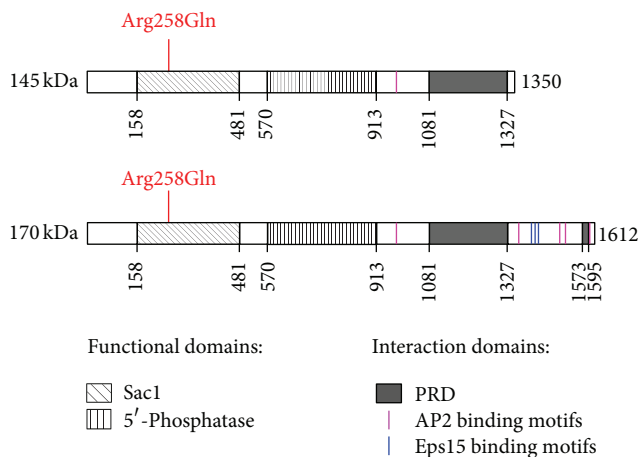 Arg258Gln
145 kDa
1350
158
481
570
913
1081
1327
Arg258Gln
170 kDa
1612
158
481
570
913
1081
1327
1573
1595
Functional domains:
Interaction domains:
Sac1
PRD
5′-Phosphatase
AP2 binding motifs
Eps15 binding motifs